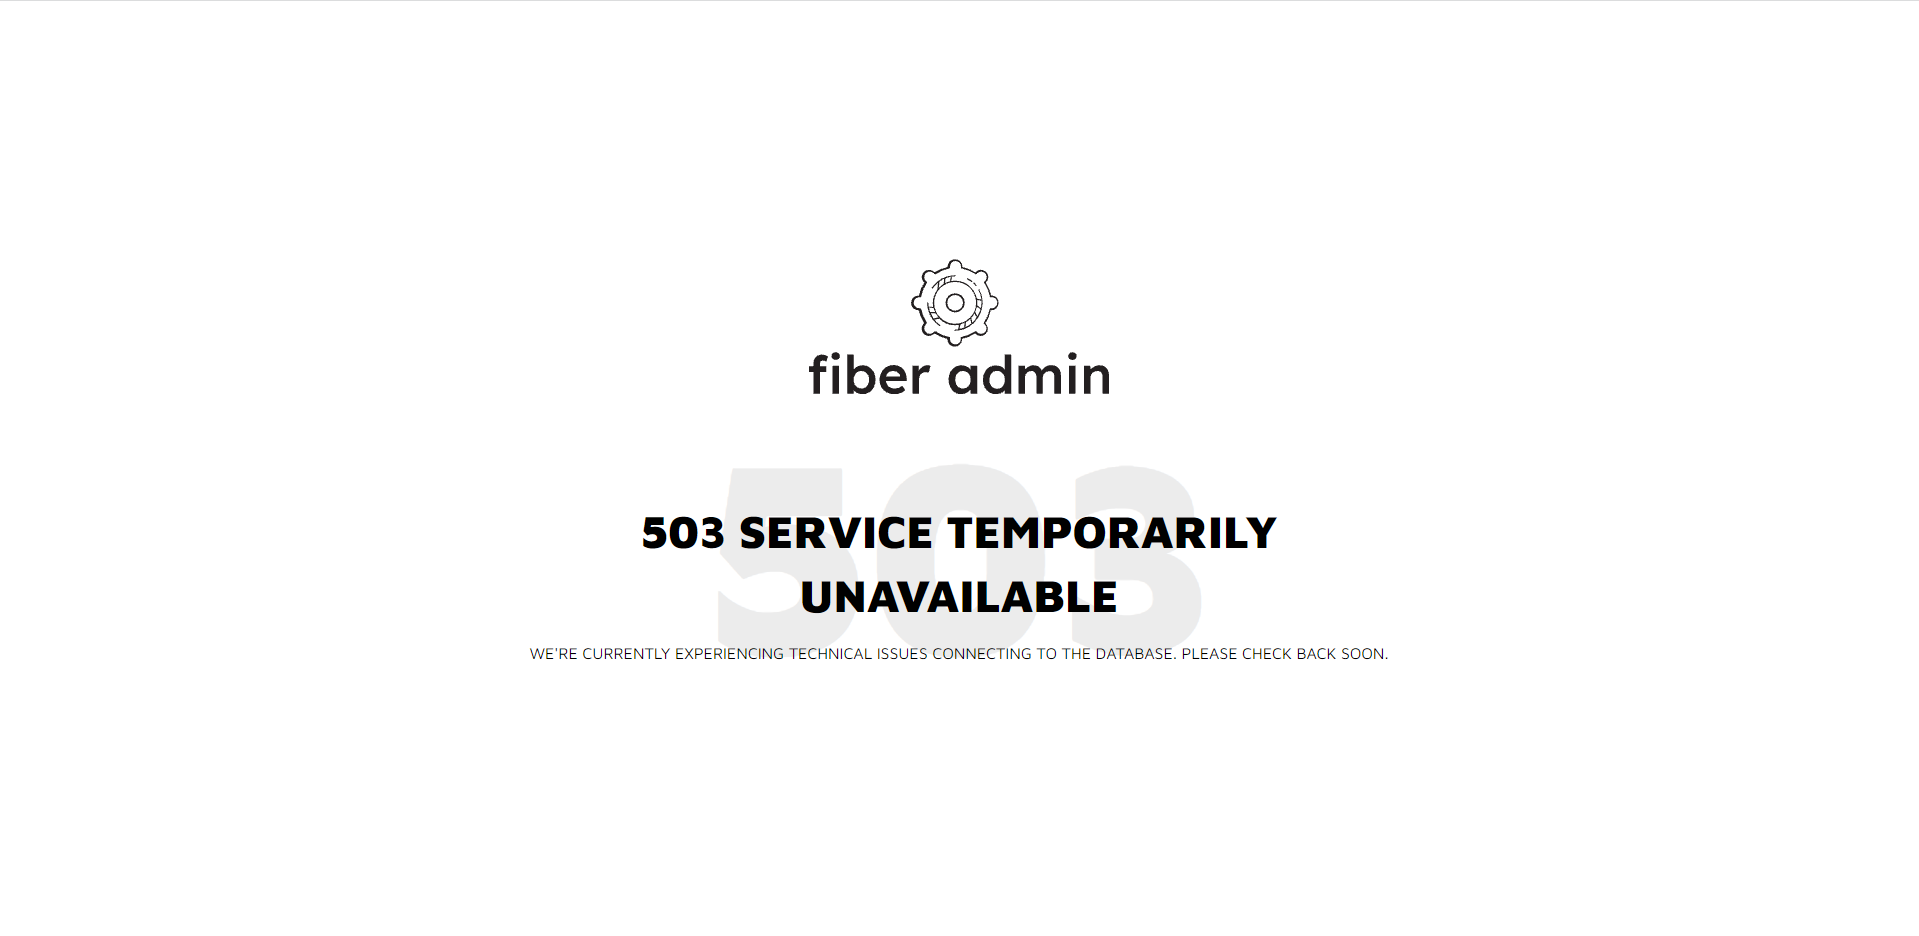 fiber admin
503
503 SERVICE TEMPORARILY
UNAVAILABLE
WE'RE CURRENTLY EXPERIENCING TECHNICAL ISSUES CONNECTING TO THE DATABASE. PLEASE CHECK BACK SOON.